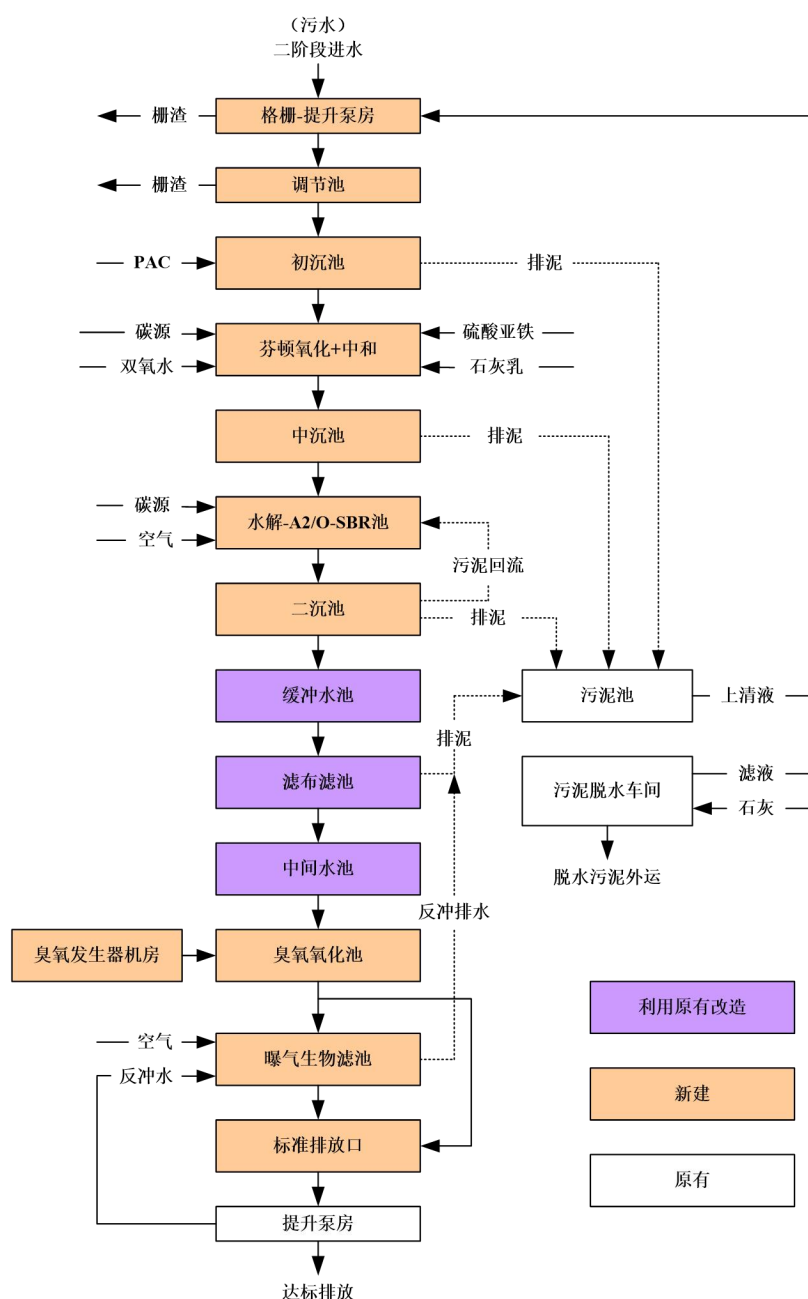 （污水）
二阶段进水
栅渣
格栅-提升泵房
栅渣
调节池
PAC
初沉池
排泥
碳源
双氧水
芬顿氧化+中和
硫酸亚铁
石灰乳
中沉池
排泥
碳源
空气
水解-A2/O-SBR池
污泥回流
二沉池
排泥
缓冲水池
污泥池
上清液
排泥
滤布滤池
污泥脱水车间
滤液
石灰
中间水池
脱水污泥外运
反冲排水
臭氧发生器机房
臭氧氧化池
利用原有改造
空气
反冲水
曝气生物滤池
新建
标准排放口
原有
提升泵房
达标排放